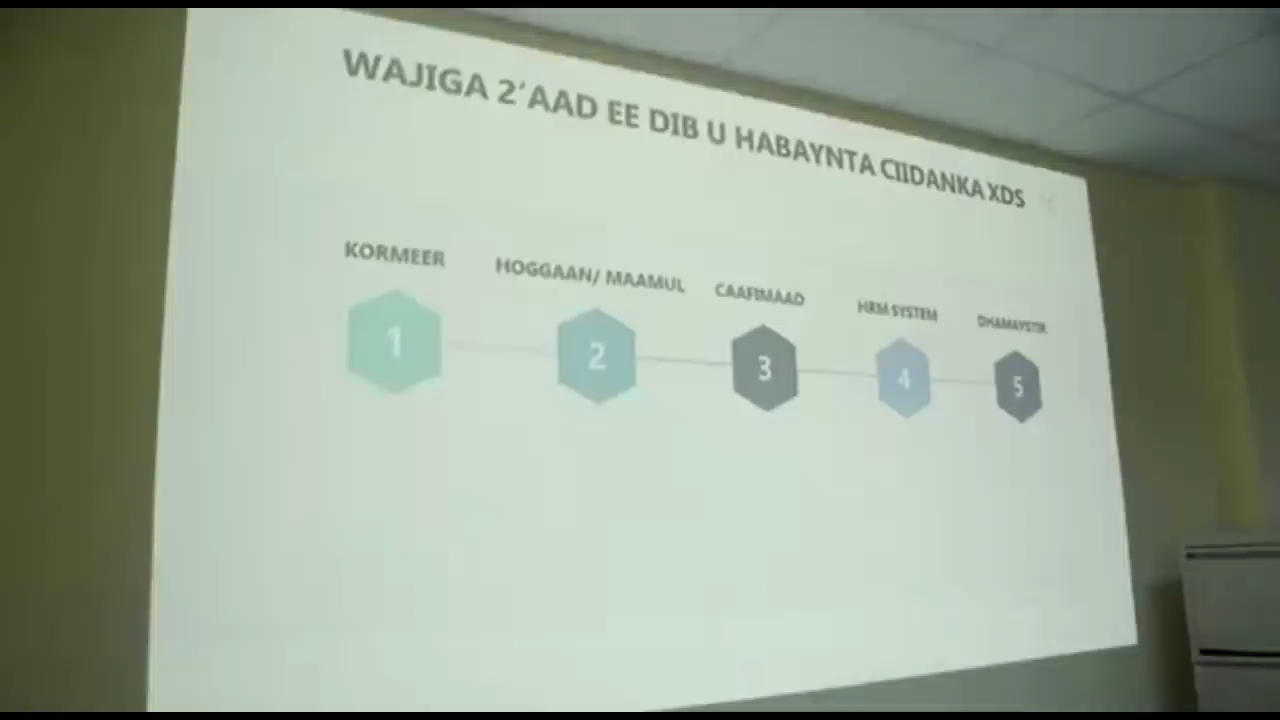 WAJIGA 2'AAD EE DIB U HABAYNTA CIIDANKA XDS
KORMEER
HOGGAAN/ MAAMUL
CAAFIMAAD
HRM SYSTEM
DHAMAYSTIR
1
2
3
4
5